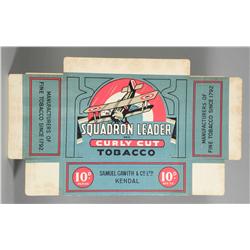 MANUFACTURERS OF
FINE TOBACCO SINCE 1792
SQUADRON LEADER
CURLY CUT
TOBACCO
10D
SAMUEL GAWITH & CO LTD
KENDAL
10D
MANUFACTURERS OF
FINE TOBACCO SINCE 1792